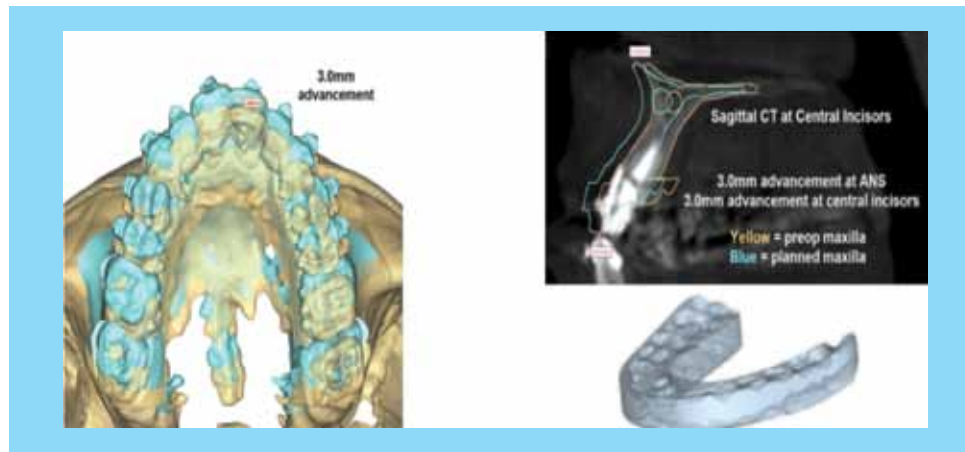 3.0mm
advancement
Sagittal CT at Central Incisors
3.0mm advancement at ANS
3.0mm advancement at central incisors
Yellow = preop maxilla
Blue = planned maxilla